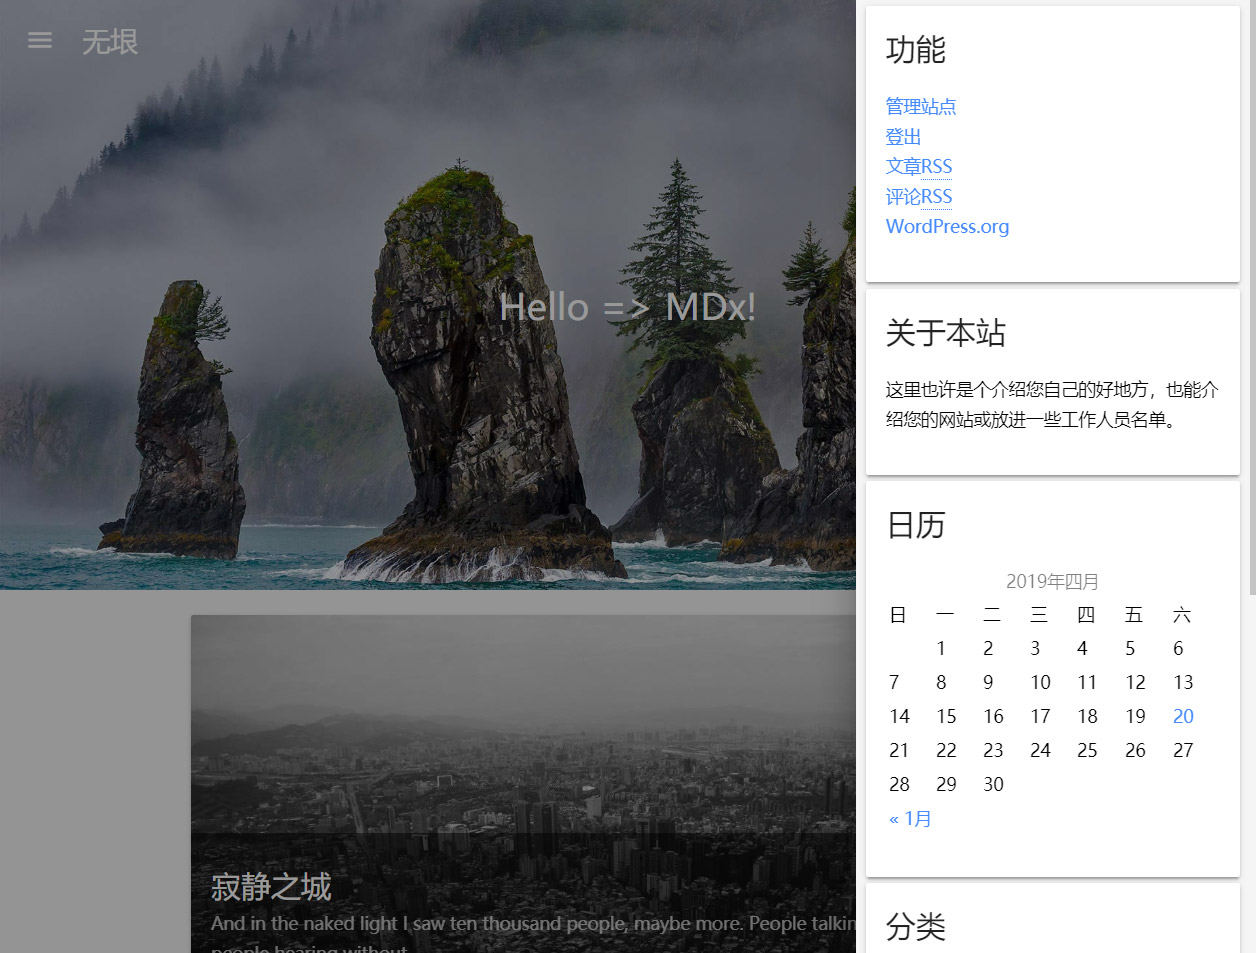 无垠
Hello => MDx!
寂静之城
And in the naked light I saw ten thousand people, maybe more. People talkin
people hearing without
功能
管理站点
登出
文章RSS
评论RSS
WordPress.org
关于本站
这里也许是个介绍您自己的好地方，也能介
绍您的网站或放进一些工作人员名单。
日历
2019年四月
日 一 二 三 四 五 六
1 2 3 4 5 6
7 8 9 10 11 12 13
14 15 16 17 18 19 20
21 22 23 24 25 26 27
28 29 30
« 1月
分类